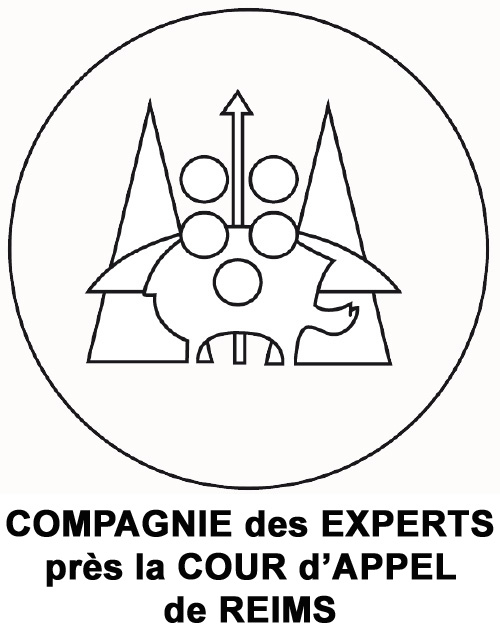 COMPAGNIE des EXPERTS
près la COUR d’APPEL
de REIMS